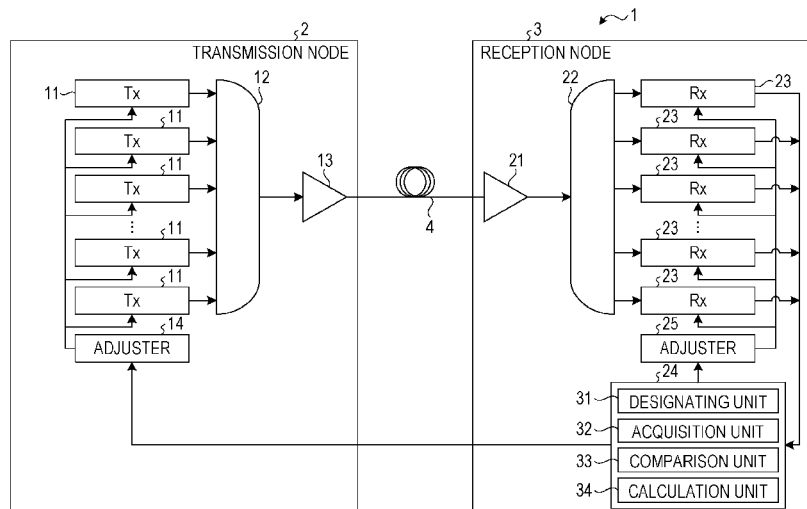 1
2
TRANSMISSION NODE
3
RECEPTION NODE
11
Tx
12
11
Tx
11
Tx
11
Tx
11
Tx
13
4
21
22
23
Rx
23
Rx
23
Rx
23
Rx
23
Rx
14
ADJUSTER
25
ADJUSTER
24
31 DESIGNATING UNIT
32 ACQUISITION UNIT
33 COMPARISON UNIT
34 CALCULATION UNIT